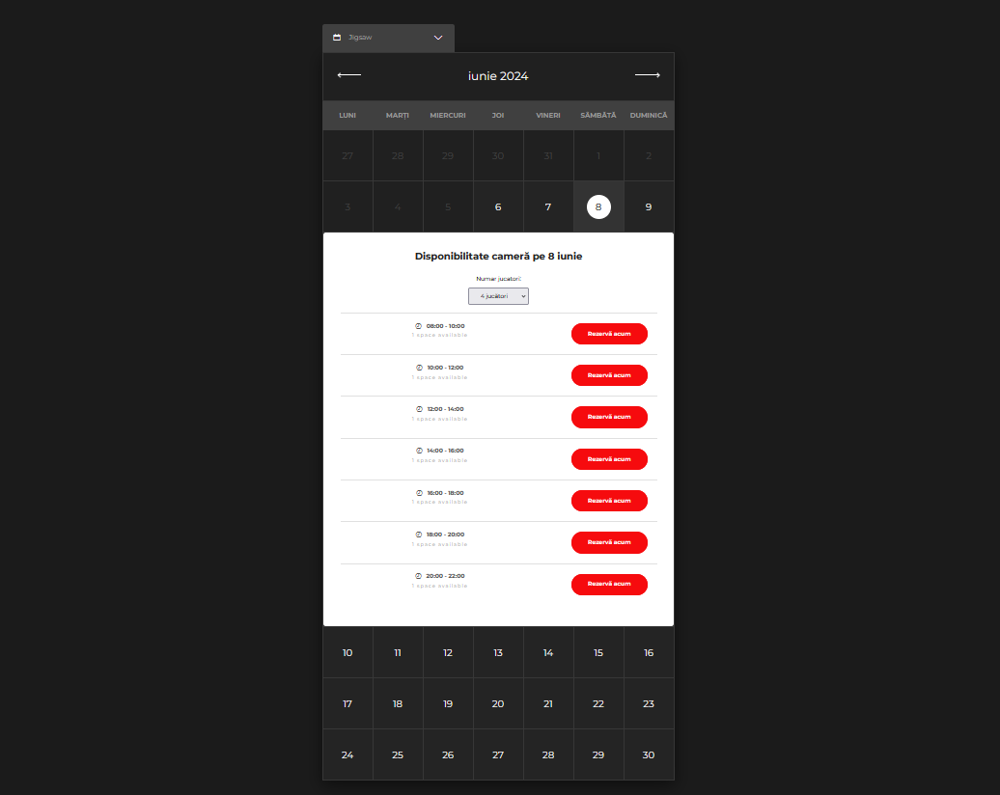 Jigsaw
iunie 2024
LUNI MARȚI MIERCURI JOI VINERI SÂMBĂTĂ DUMINICĂ
27 28 29 30 31 1 2
3 4 5 6 7 8 9
Disponibilitate cameră pe 8 iunie
Numar jucatori:
4 jucători
08:00 - 10:00 Rezervă acum
1 space available
10:00 - 12:00 Rezervă acum
1 space available
12:00 - 14:00 Rezervă acum
1 space available
14:00 - 16:00 Rezervă acum
1 space available
16:00 - 18:00 Rezervă acum
1 space available
18:00 - 20:00 Rezervă acum
1 space available
20:00 - 22:00 Rezervă acum
1 space available
10 11 12 13 14 15 16
17 18 19 20 21 22 23
24 25 26 27 28 29 30